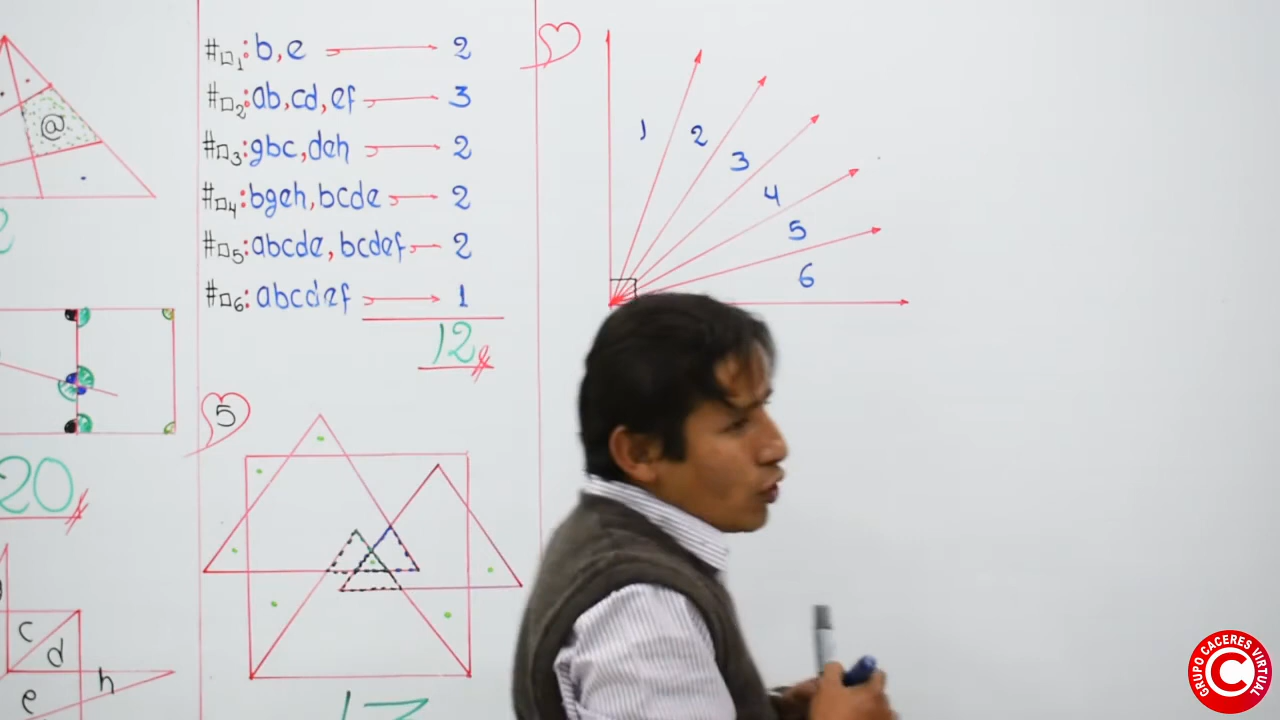 #□1: b, e → 2
#□2: ab, cd, ef → 3
#□3: gbc, deh → 2
#□4: bgeh, bcde → 2
#□5: abcde, bcdef → 2
#□6: abcdef → 1
12
1
2
3
4
5
6
@
20
5
c
d
e
h
17
GRUPO CACERES VIRTUAL
C